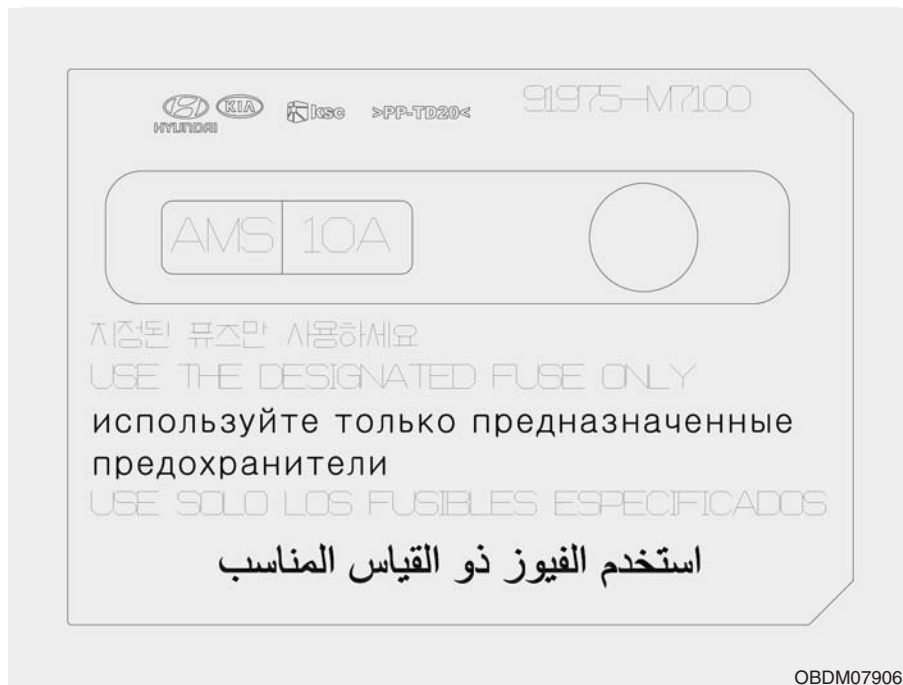 HYUNDAI KIA ksc >PP-TD20< 91975-M7100
AMS 10A
지정된 퓨즈만 사용하세요
USE THE DESIGNATED FUSE ONLY
используйте только предназначенные
предохранители
USE SOLO LOS FUSIBLES ESPECIFICADOS
استخدم الفيوز ذو القياس المناسب
OBDM07906